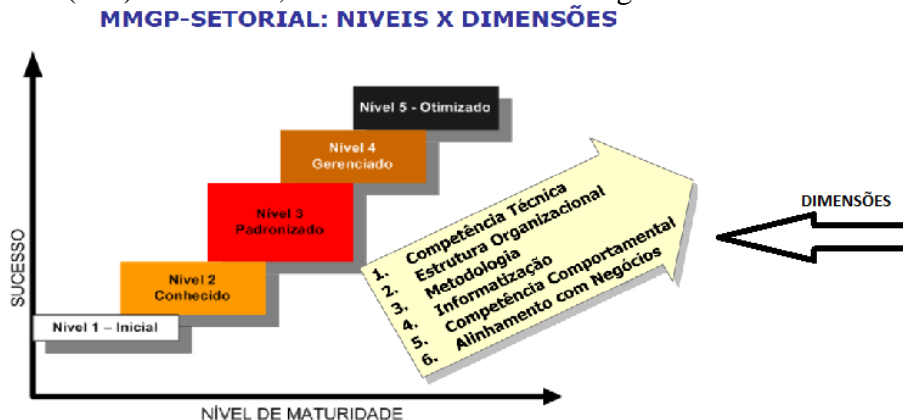 MMGP-SETORIAL: NIVEIS X DIMENSÕES
Nível 5 - Otimizado
Nível 4
Gerenciado
Nível 3
Padronizado
Nível 2
Conhecido
Nível 1 – Inicial
SUCESSO
NÍVEL DE MATURIDADE
1. Competência Técnica
2. Estrutura Organizacional
3. Metodologia
4. Informatização
5. Competência Comportamental
6. Alinhamento com Negócios
DIMENSÕES